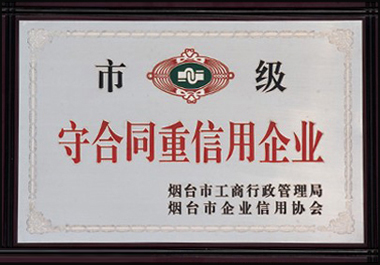 市 级
守合同重信用企业
烟台市工商行政管理局
烟台市企业信用协会